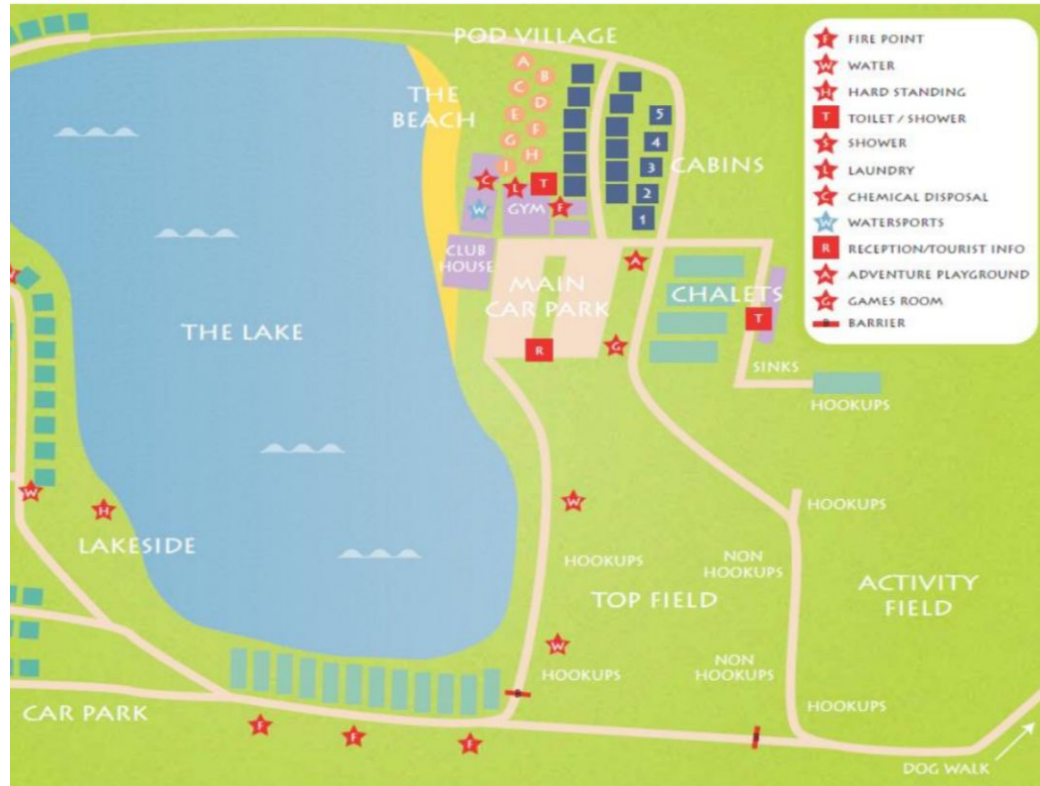 POD VILLAGE
THE
BEACH
A
B
C
D
E
F
G
H
I
C
L
T
W
GYM
F
5
4
3
2
1
CABINS
CLUB
HOUSE
MAIN
CAR PARK
A
R
G
CHALETS
T
SINKS
HOOKUPS
F FIRE POINT
W WATER
H HARD STANDING
T TOILET / SHOWER
S SHOWER
L LAUNDRY
C CHEMICAL DISPOSAL
W WATERSPORTS
R RECEPTION/TOURIST INFO
A ADVENTURE PLAYGROUND
G GAMES ROOM
B BARRIER
THE LAKE
W
H
LAKESIDE
W
HOOKUPS
HOOKUPS
NON
HOOKUPS
TOP FIELD
ACTIVITY
FIELD
W
HOOKUPS
NON
HOOKUPS
HOOKUPS
B
CAR PARK
F
F
F
B
DOG WALK